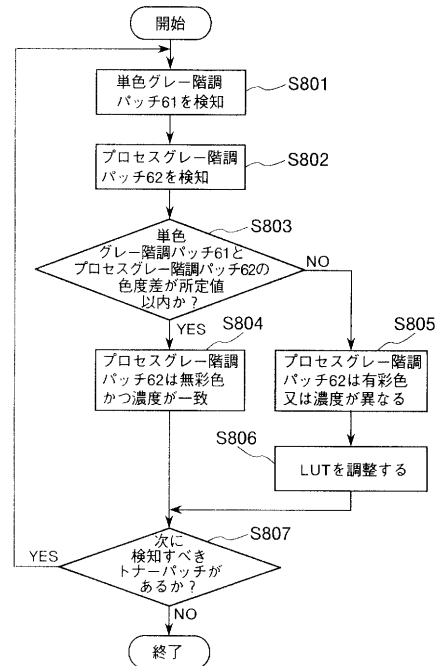 開始
単色グレー階調
パッチ61を検知
S801
プロセスグレー階調
パッチ62を検知
S802
単色
グレー階調パッチ61と
プロセスグレー階調パッチ62の
色度差が所定値
以内か?
S803
NO
YES
S804
プロセスグレー階調
パッチ62は無彩色
かつ濃度が一致
S805
プロセスグレー階調
パッチ62は有彩色
又は濃度が異なる
S806
LUTを調整する
次に
検知すべき
トナーパッチが
あるか?
S807
YES
NO
終了